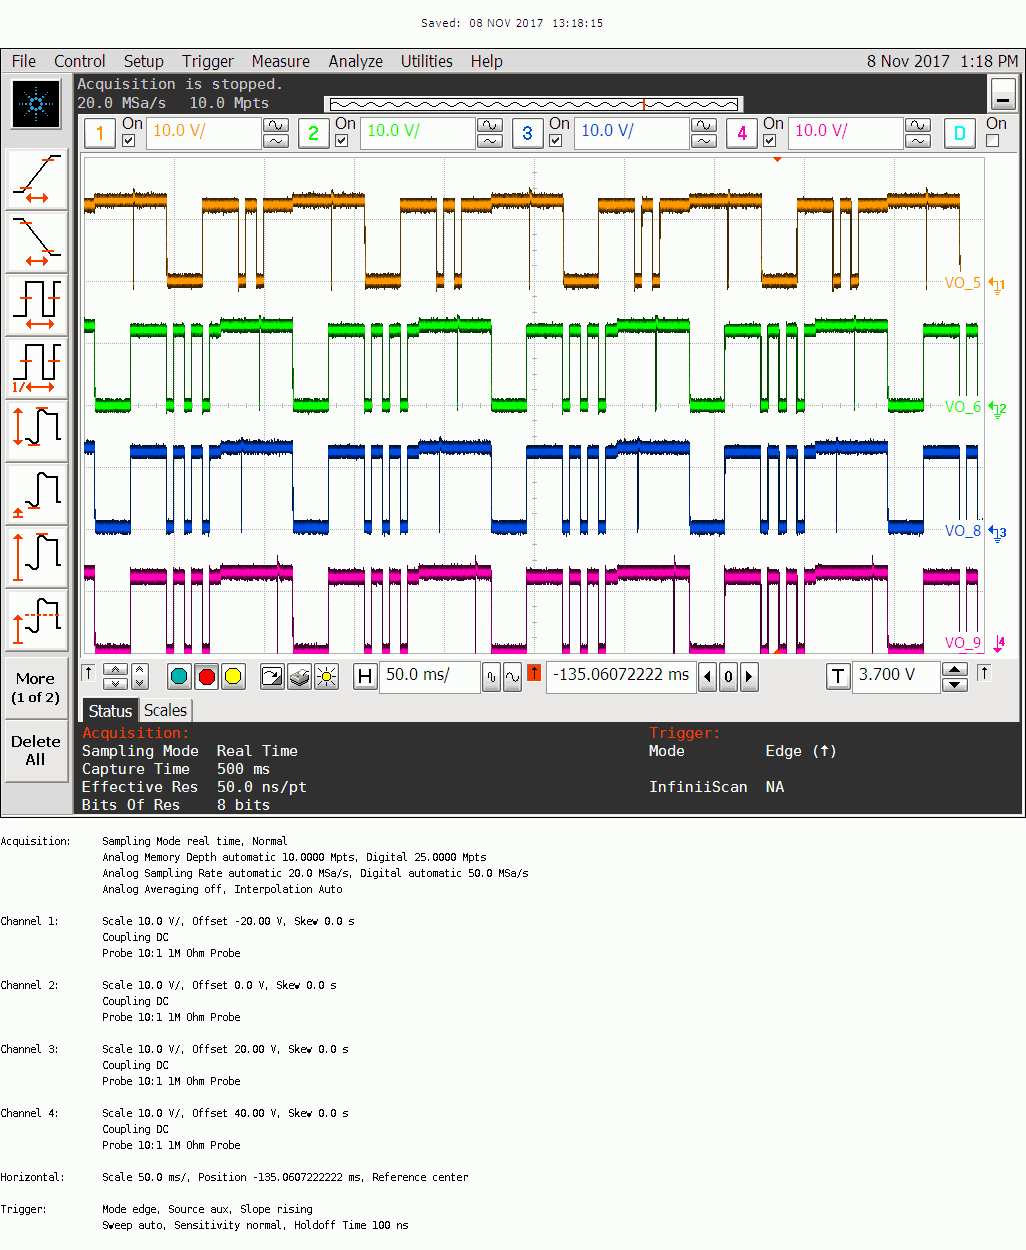 Saved: 08 NOV 2017 13:18:15
File Control Setup Trigger Measure Analyze Utilities Help 8 Nov 2017 1:18 PM
Acquisition is stopped.
20.0 MSa/s 10.0 Mpts
1 On 10.0 V/ 2 On 10.0 V/ 3 On 10.0 V/ 4 On 10.0 V/ D On
VO_5 1
VO_6 2
VO_8 3
VO_9 4
1/
More
(1 of 2)
Delete
All
H 50.0 ms/ -135.06072222 ms 0 T 3.700 V
Status Scales
Acquisition: Trigger:
Sampling Mode Real Time Mode Edge (↑)
Capture Time 500 ms
Effective Res 50.0 ns/pt InfiniiScan NA
Bits Of Res 8 bits
Acquisition: Sampling Mode real time, Normal
Analog Memory Depth automatic 10.0000 Mpts, Digital 25.0000 Mpts
Analog Sampling Rate automatic 20.0 MSa/s, Digital automatic 50.0 MSa/s
Analog Averaging off, Interpolation Auto
Channel 1: Scale 10.0 V/, Offset -20.00 V, Skew 0.0 s
Coupling DC
Probe 10:1 1M Ohm Probe
Channel 2: Scale 10.0 V/, Offset 0.0 V, Skew 0.0 s
Coupling DC
Probe 10:1 1M Ohm Probe
Channel 3: Scale 10.0 V/, Offset 20.00 V, Skew 0.0 s
Coupling DC
Probe 10:1 1M Ohm Probe
Channel 4: Scale 10.0 V/, Offset 40.00 V, Skew 0.0 s
Coupling DC
Probe 10:1 1M Ohm Probe
Horizontal: Scale 50.0 ms/, Position -135.0607222222 ms, Reference center
Trigger: Mode edge, Source aux, Slope rising
Sweep auto, Sensitivity normal, Holdoff Time 100 ns